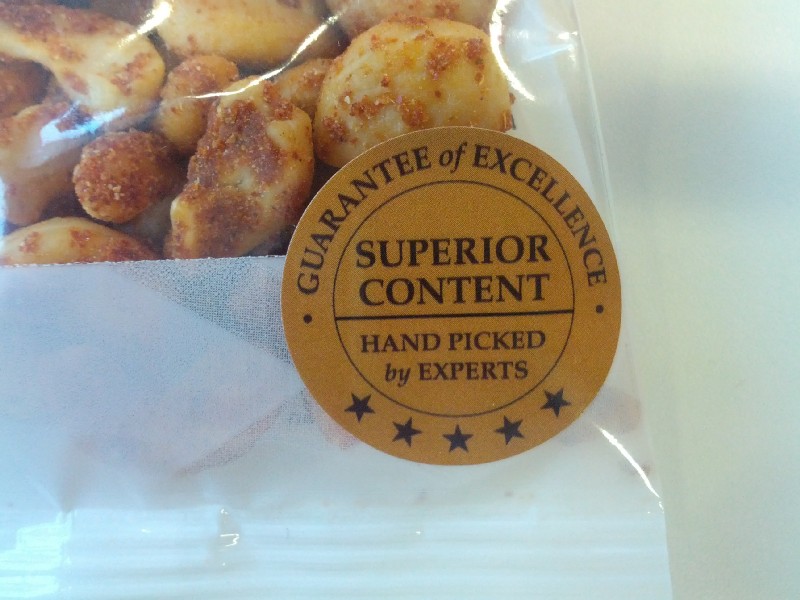 GUARANTEE of EXCELLENCE
SUPERIOR
CONTENT
HAND PICKED
by EXPERTS